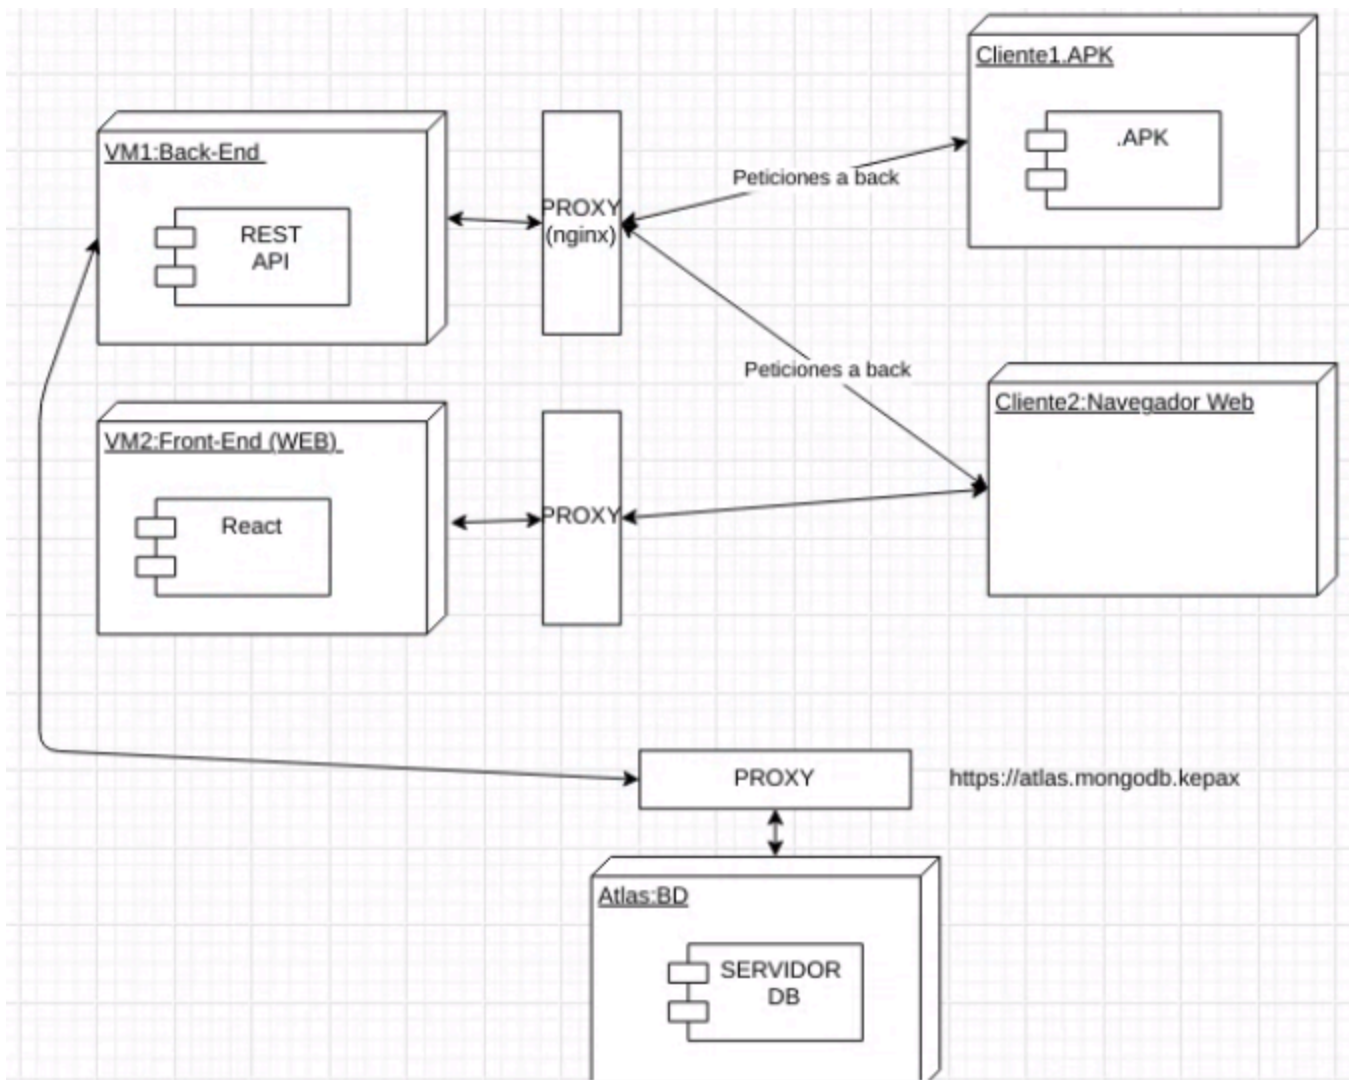 Cliente1.APK
.APK
VM1:Back-End
REST
API
PROXY
(nginx)
Peticiones a back
Peticiones a back
Cliente2:Navegador Web
VM2:Front-End (WEB)
React
PROXY
PROXY
https://atlas.mongodb.kepax
Atlas:BD
SERVIDOR
DB